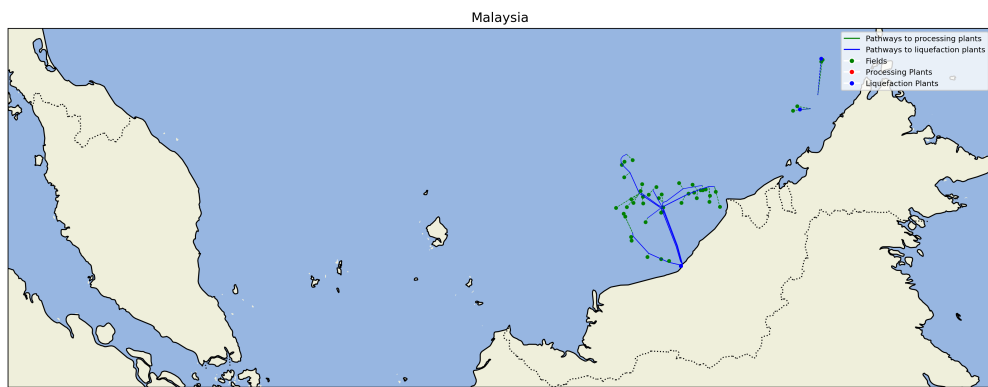 Malaysia
Pathways to processing plants
Pathways to liquefaction plants
Fields
Processing Plants
Liquefaction Plants